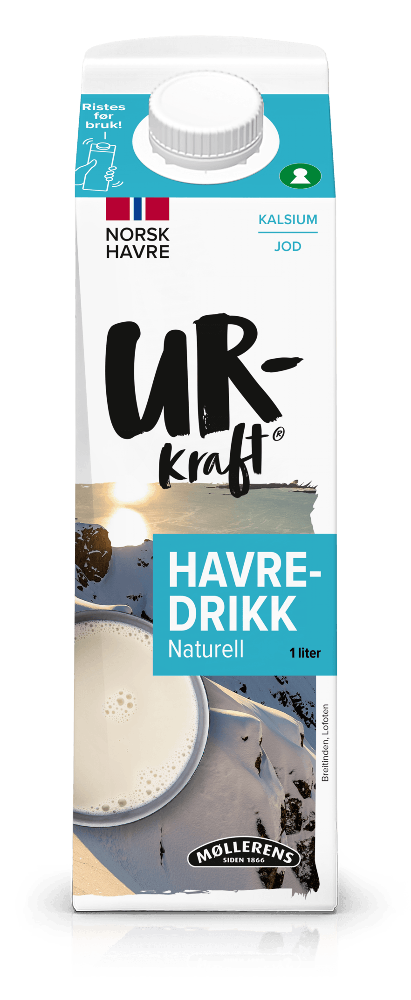 Ristes
før
bruk!
NORSK
HAVRE
KALSIUM
JOD
UR-
Kraft®
HAVRE-
DRIKK
Naturell
1 liter
Breitinden, Lofoten
MØLLERENS
SIDEN 1866